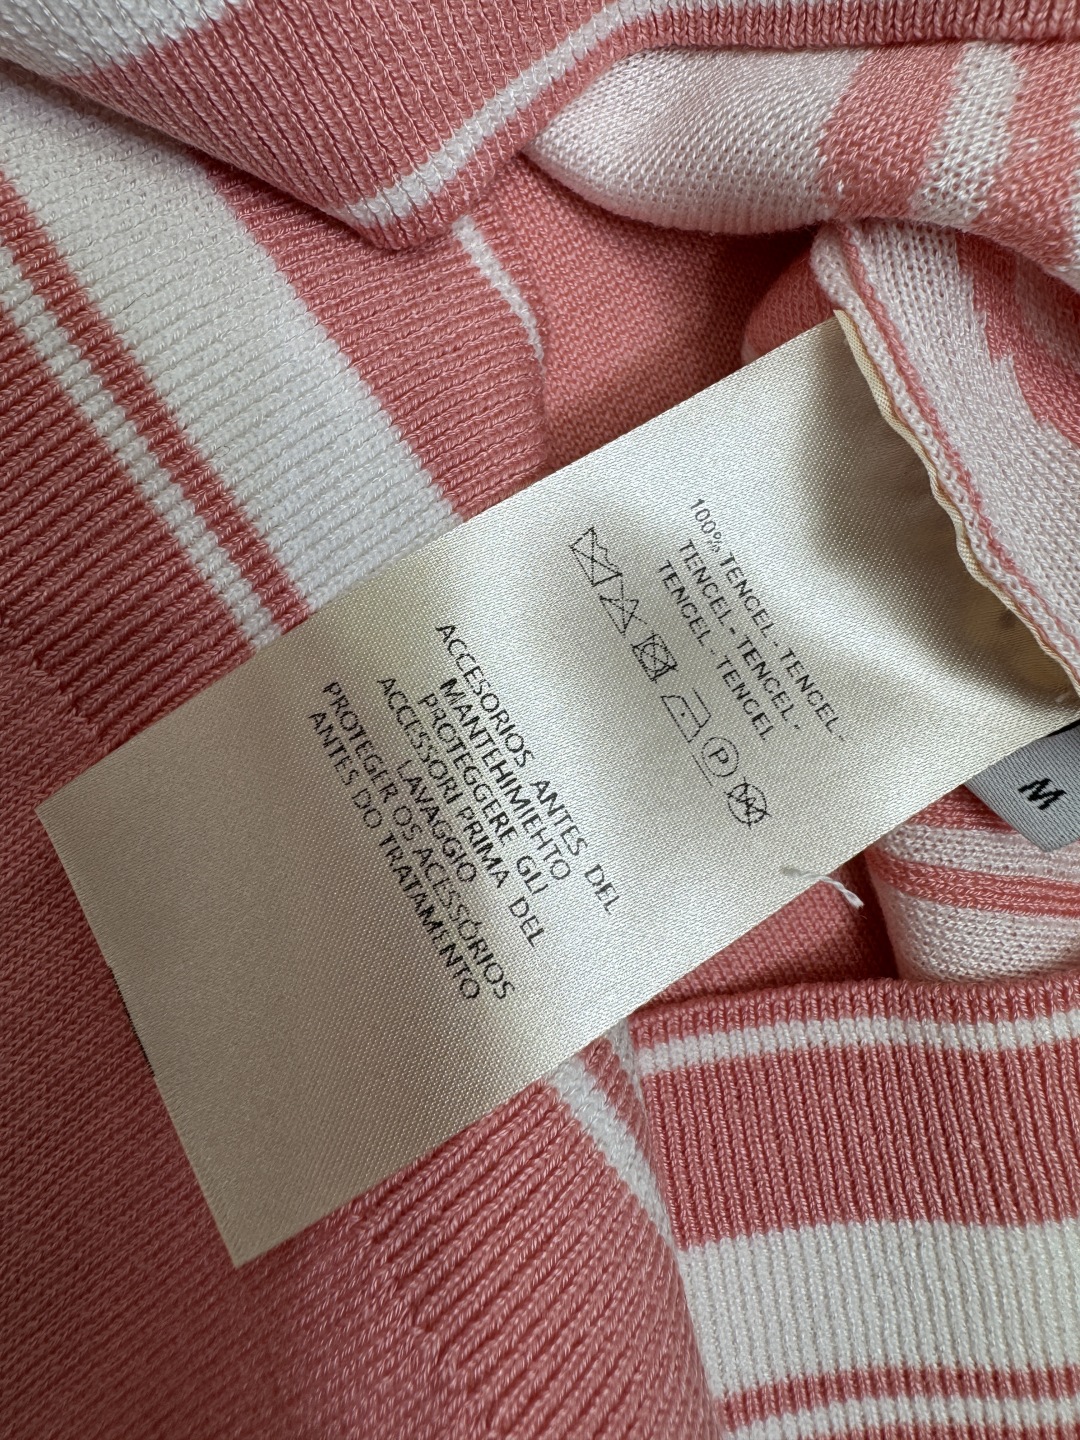 100% TENCEL - TENCEL -
TENCEL - TENCEL -
TENCEL - TENCEL
P
ACCESORIOS ANTES DEL
MANTEHIMIEHTO
PROTEGGERE GLI
ACCESSORI PRIMA DEL
LAVAGGIO
PROTEGER OS ACESSÓRIOS
ANTES DO TRATAMENTO
M